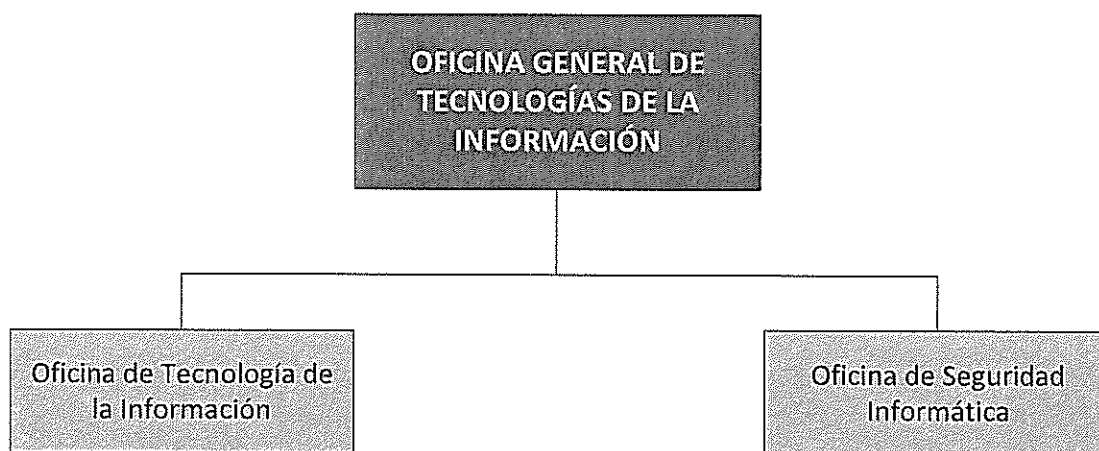 OFICINA GENERAL DE
TECNOLOGÍAS DE LA
INFORMACIÓN
Oficina de Tecnología de
la Información
Oficina de Seguridad
Informática